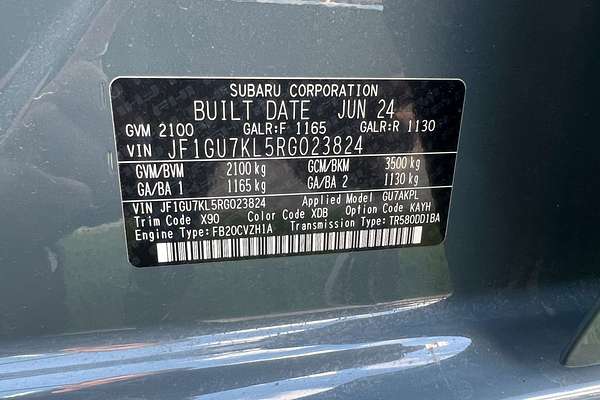 SUBARU CORPORATION
BUILT DATE JUN 24
GVM 2100 GALR:F 1165 GALR:R 1130
VIN JF1GU7KL5RG023824
GVM/BVM 2100 kg GCM/BKM 3500 kg
GA/BA 1 1165 kg GA/BA 2 1130 kg
VIN JF1GU7KL5RG023824 Applied Model GU7AKPL
Trim Code X90 Color Code XDB Option Code KAYH
Engine Type: FB20CVZH1A Transmission Type: TR580DD1BA